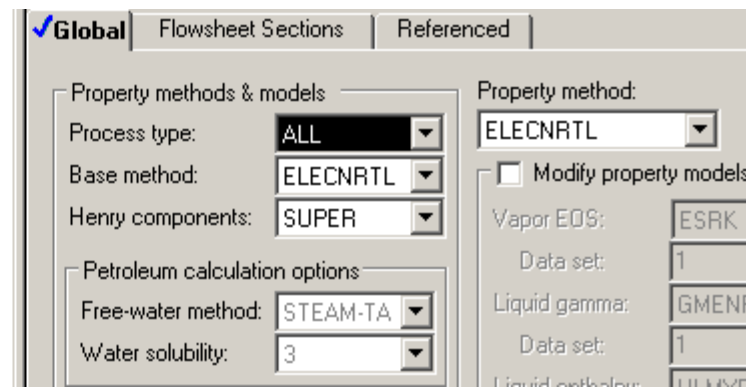 Global Flowsheet Sections Referenced
Property methods & models
Process type: ALL
Base method: ELECNRTL
Henry components: SUPER
Petroleum calculation options
Free-water method: STEAM-TA
Water solubility: 3
Property method:
ELECNRTL
Modify property models
Vapor EOS: ESRK
Data set: 1
Liquid gamma:
Data set: 1
Liquid enthalpy: